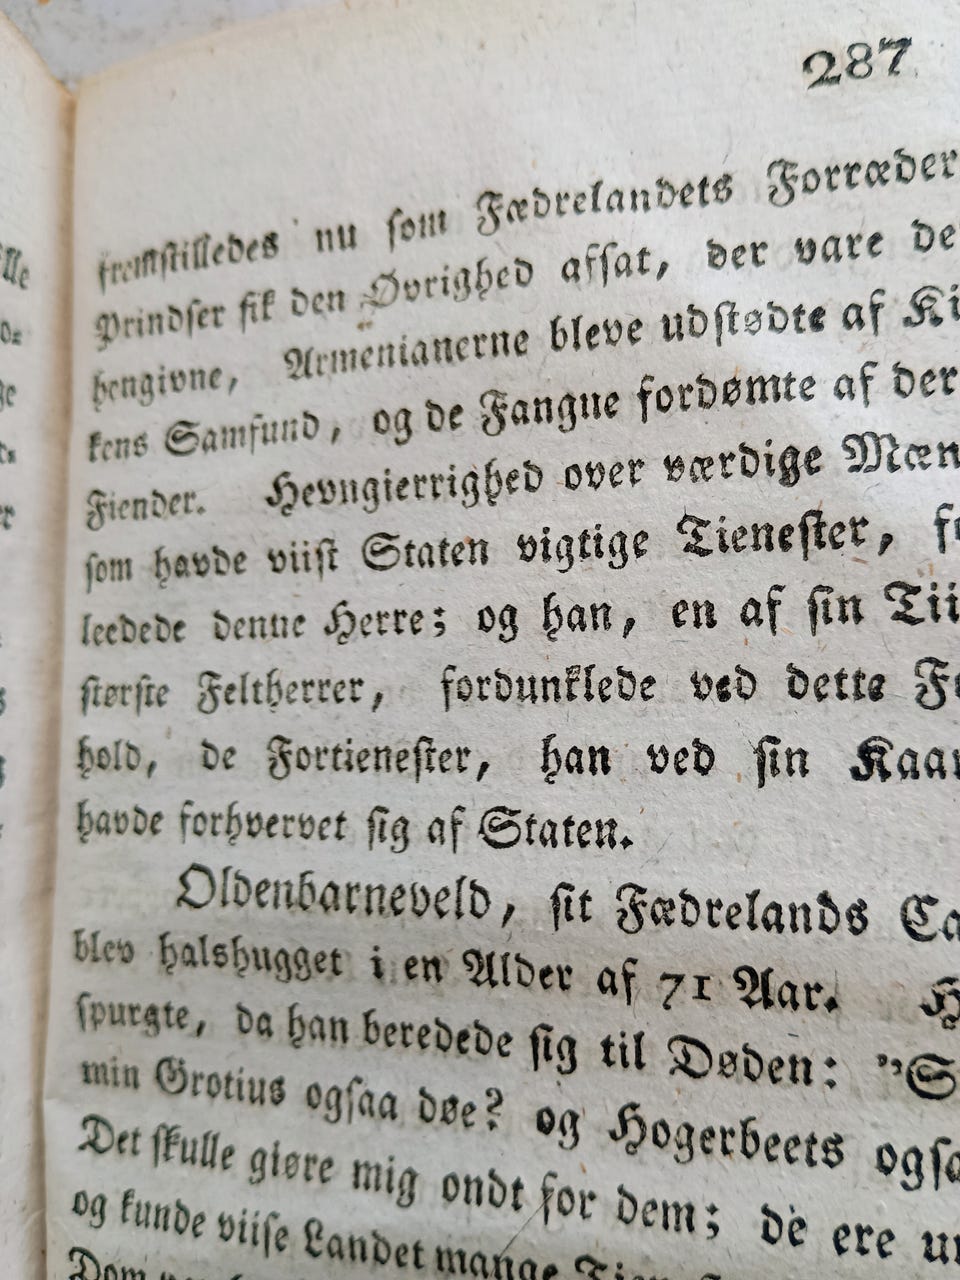 287
fremstilledes nu som Fædrelandets Forræder
Prindser fik den Øvrighed afsat, der vare de
hengivne, Armenianerne bleve udstødte af Ki
kens Samfund, og de Fangne fordømte af der
Fiender. Hevngierrighed over værdige Mæn
som havde viist Staten vigtige Tienester, f
leedede denne Herre; og han, en af sin Tii
største Feltherrer, fordunklede ved dette F
hold, de Fortienester, han ved sin Kaar
havde forhvervet sig af Staten.
Oldenbarneveld, sit Fædrelands Ca
blev halshugget i en Alder af 71 Aar. H
spurgte, da han beredede sig til Døden: "S
min Grotius ogsaa døe? og Hogerbeets ogsa
Det skulle giøre mig ondt for dem; de ere u
og kunde viise Landet mange